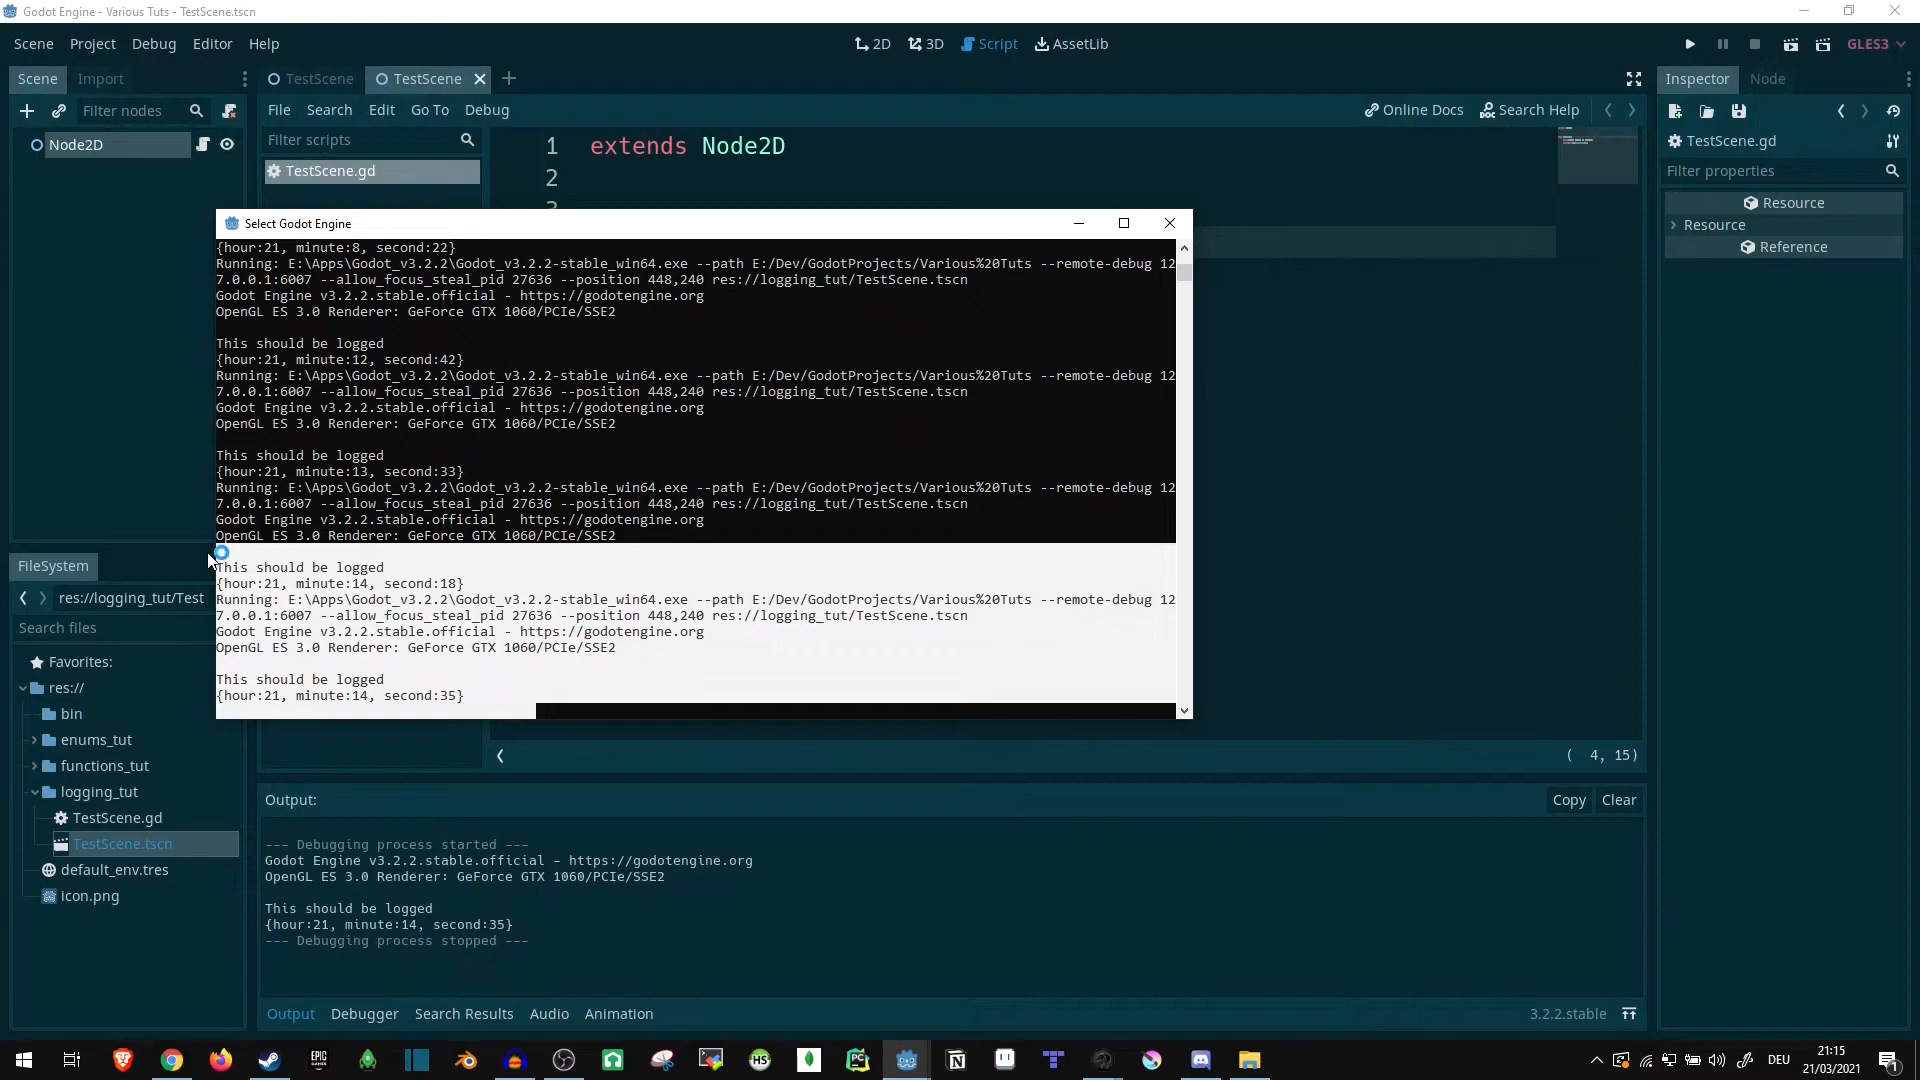 Godot Engine - Various Tuts - TestScene.tscn
Scene Project Debug Editor Help
2D 3D Script AssetLib
GLES3
Scene Import
TestScene TestScene
Inspector Node
Filter nodes
File Search Edit Go To Debug
Online Docs Search Help
Node2D
Filter scripts
TestScene.gd
1 extends Node2D
2
TestScene.gd
Filter properties
Resource
Resource
Reference
Select Godot Engine
{hour:21, minute:8, second:22}
Running: E:\Apps\Godot_v3.2.2\Godot_v3.2.2-stable_win64.exe --path E:/Dev/GodotProjects/Various%20Tuts --remote-debug 12
7.0.0.1:6007 --allow_focus_steal_pid 27636 --position 448,240 res://logging_tut/TestScene.tscn
Godot Engine v3.2.2.stable.official - https://godotengine.org
OpenGL ES 3.0 Renderer: GeForce GTX 1060/PCIe/SSE2
This should be logged
{hour:21, minute:12, second:42}
Running: E:\Apps\Godot_v3.2.2\Godot_v3.2.2-stable_win64.exe --path E:/Dev/GodotProjects/Various%20Tuts --remote-debug 12
7.0.0.1:6007 --allow_focus_steal_pid 27636 --position 448,240 res://logging_tut/TestScene.tscn
Godot Engine v3.2.2.stable.official - https://godotengine.org
OpenGL ES 3.0 Renderer: GeForce GTX 1060/PCIe/SSE2
This should be logged
{hour:21, minute:13, second:33}
Running: E:\Apps\Godot_v3.2.2\Godot_v3.2.2-stable_win64.exe --path E:/Dev/GodotProjects/Various%20Tuts --remote-debug 12
7.0.0.1:6007 --allow_focus_steal_pid 27636 --position 448,240 res://logging_tut/TestScene.tscn
Godot Engine v3.2.2.stable.official - https://godotengine.org
OpenGL ES 3.0 Renderer: GeForce GTX 1060/PCIe/SSE2
This should be logged
{hour:21, minute:14, second:18}
Running: E:\Apps\Godot_v3.2.2\Godot_v3.2.2-stable_win64.exe --path E:/Dev/GodotProjects/Various%20Tuts --remote-debug 12
7.0.0.1:6007 --allow_focus_steal_pid 27636 --position 448,240 res://logging_tut/TestScene.tscn
Godot Engine v3.2.2.stable.official - https://godotengine.org
OpenGL ES 3.0 Renderer: GeForce GTX 1060/PCIe/SSE2
This should be logged
{hour:21, minute:14, second:35}
FileSystem
res://logging_tut/Test
Search files
Favorites:
res://
bin
enums_tut
functions_tut
logging_tut
TestScene.gd
TestScene.tscn
default_env.tres
icon.png
( 4, 15)
Output:
Copy Clear
--- Debugging process started ---
Godot Engine v3.2.2.stable.official - https://godotengine.org
OpenGL ES 3.0 Renderer: GeForce GTX 1060/PCIe/SSE2
This should be logged
{hour:21, minute:14, second:35}
--- Debugging process stopped ---
Output Debugger Search Results Audio Animation
3.2.2.stable
EPIC
HS
PC
DEU
21:15
21/03/2021
1